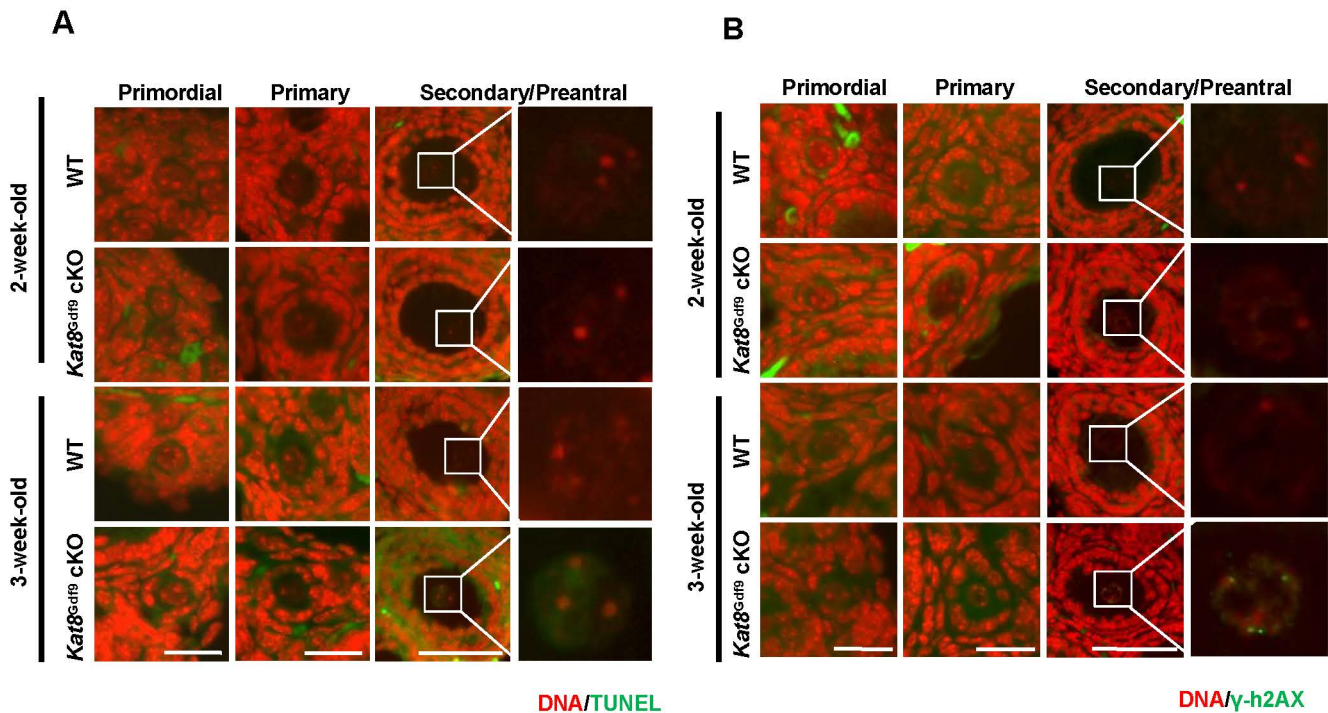 A
Primordial Primary Secondary/Preantral
2-week-old
WT
Kat8Gdf9 cKO
3-week-old
WT
Kat8Gdf9 cKO
DNA/TUNEL
B
Primordial Primary Secondary/Preantral
2-week-old
WT
Kat8Gdf9 cKO
3-week-old
WT
Kat8Gdf9 cKO
DNA/γ-h2AX